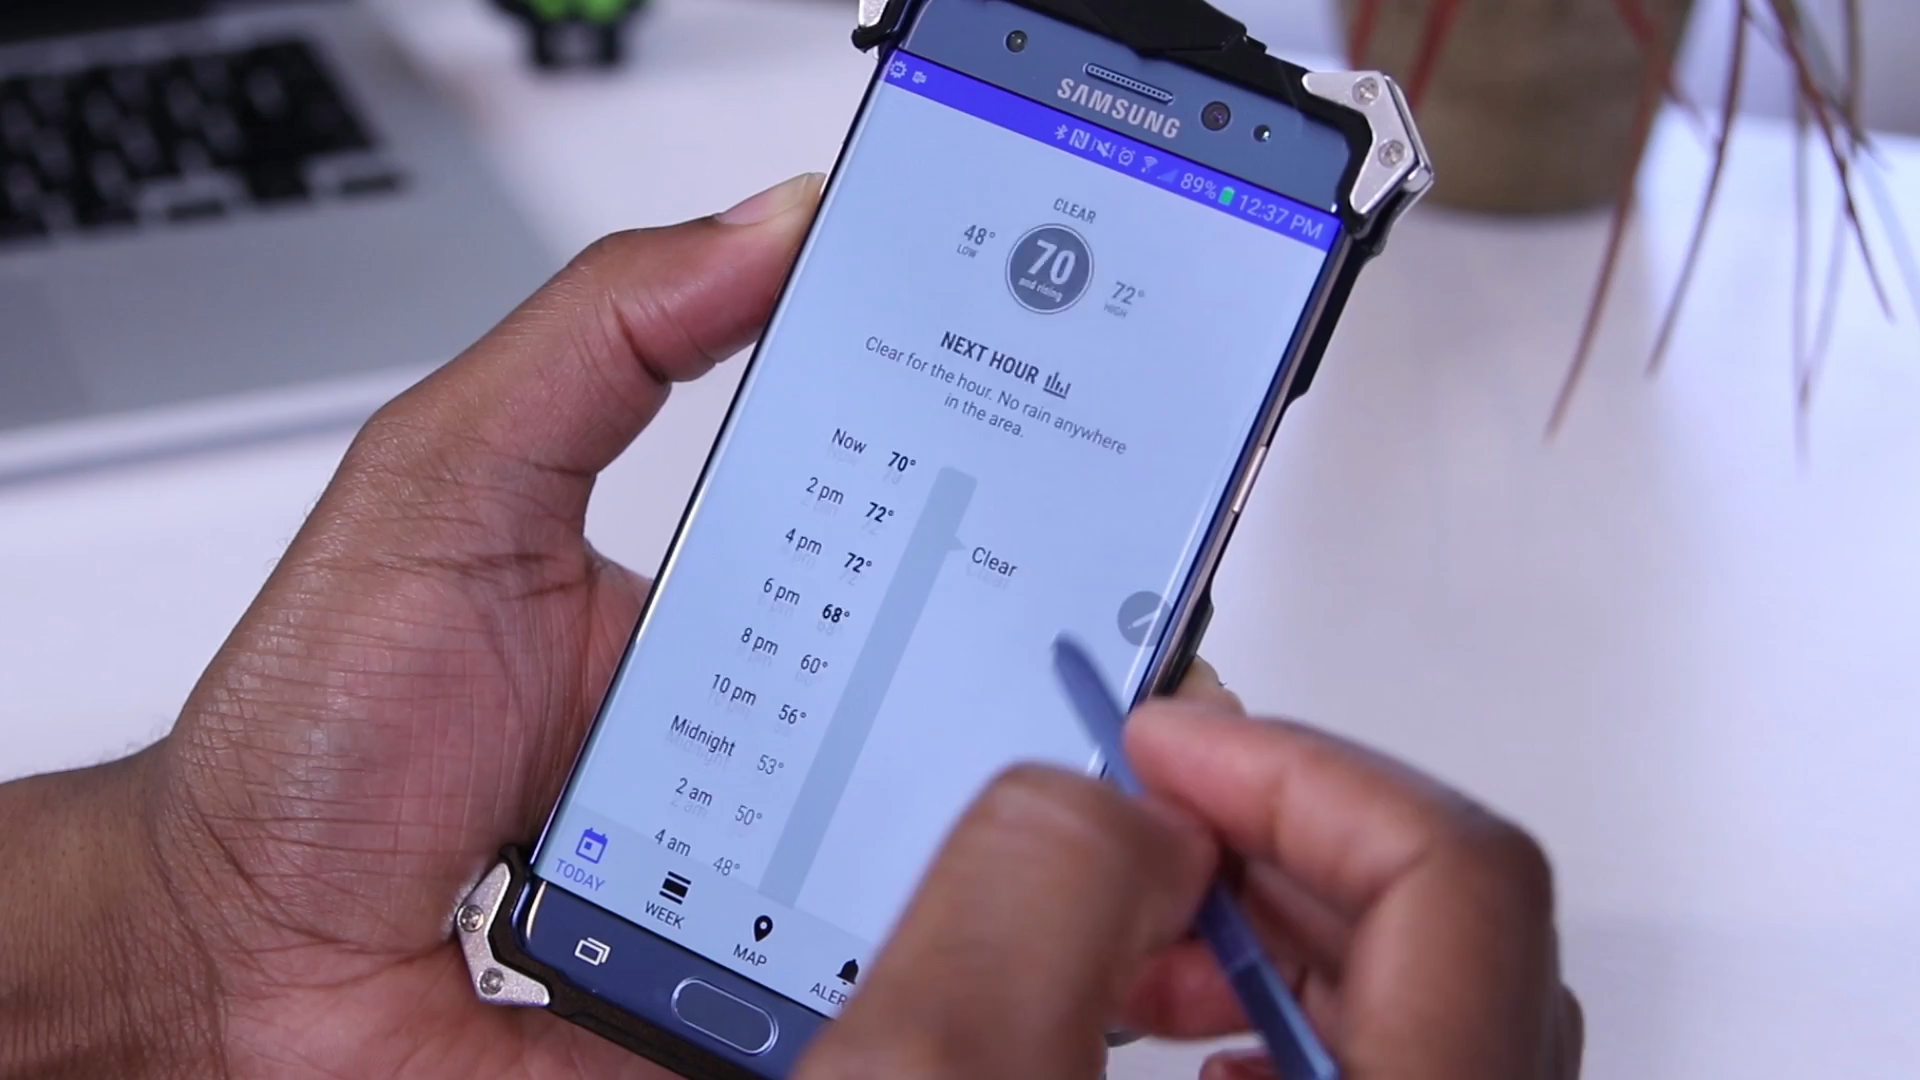 SAMSUNG
89% 12:37 PM
CLEAR
48°
LOW
70
and rising
72°
HIGH
NEXT HOUR
Clear for the hour. No rain anywhere
in the area.
Now 70°
2 pm 72°
4 pm 72°
6 pm 68°
8 pm 60°
10 pm 56°
Midnight 53°
2 am 50°
4 am 48°
Clear
TODAY
WEEK
MAP
ALER